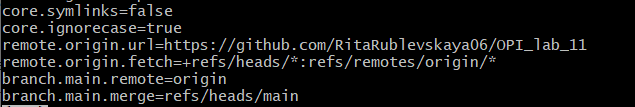 core.symlinks=false
core.ignorecase=true
remote.origin.url=https://github.com/RitaRublevskaya06/OPI_lab_11
remote.origin.fetch=+refs/heads/*:refs/remotes/origin/*
branch.main.remote=origin
branch.main.merge=refs/heads/main